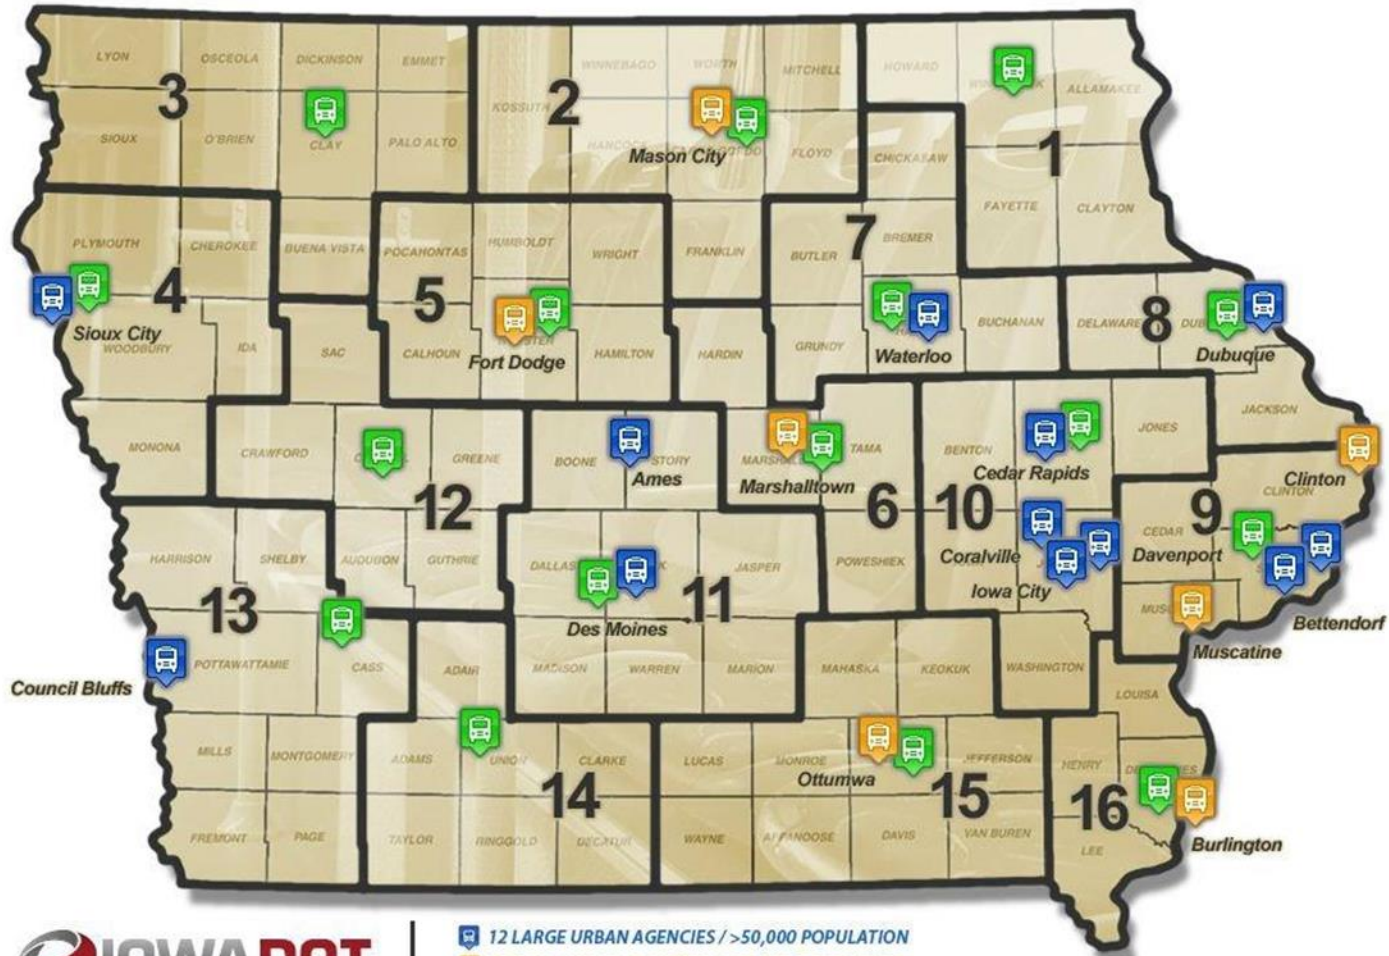 LYON
OSCEOLA
DICKINSON
EMMET
3
SIOUX
O'BRIEN
CLAY
PALO ALTO
WINNEBAGO
WORTH
MITCHELL
KOSSUTH
2
HANCOCK
Mason City
FLOYD
HOWARD
ALLAMAKEE
CHICKASAW
1
FAYETTE
CLAYTON
PLYMOUTH
CHEROKEE
BUENA VISTA
POCAHONTAS
HUMBOLDT
WRIGHT
FRANKLIN
BUTLER
7
BREMER
4
Sioux City
WOODBURY
IDA
SAC
5
CALHOUN
Fort Dodge
HAMILTON
HARDIN
GRUNDY
Waterloo
BUCHANAN
DELAWARE
8
Dubuque
JACKSON
MONONA
CRAWFORD
GREENE
12
BOONE
STORY
Ames
Marshalltown
TAMA
6
BENTON
Cedar Rapids
JONES
10
Coralville
Iowa City
CEDAR
9
Davenport
CLINTON
Clinton
Bettendorf
Muscatine
HARRISON
SHELBY
AUDUBON
GUTHRIE
DALLAS
Des Moines
11
JASPER
POWESHIEK
13
POTTAWATTAMIE
Council Bluffs
CASS
ADAIR
MADISON
WARREN
MARION
MAHASKA
KEOKUK
WASHINGTON
LOUISA
MILLS
MONTGOMERY
ADAMS
UNION
CLARKE
14
LUCAS
MONROE
Ottumwa
JEFFERSON
15
HENRY
16
Burlington
FREMONT
PAGE
TAYLOR
RINGGOLD
DECATUR
WAYNE
APPANOOSE
DAVIS
VAN BUREN
LEE
IOWA DOT
12 LARGE URBAN AGENCIES / >50,000 POPULATION